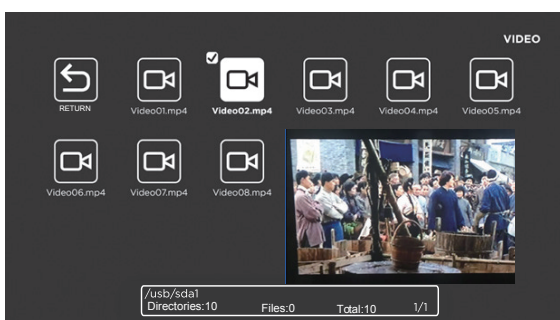 VIDEO
RETURN
Video01.mp4
Video02.mp4
Video03.mp4
Video04.mp4
Video05.mp4
Video06.mp4
Video07.mp4
Video08.mp4
/usb/sda1
Directories:10 Files:0 Total:10 1/1